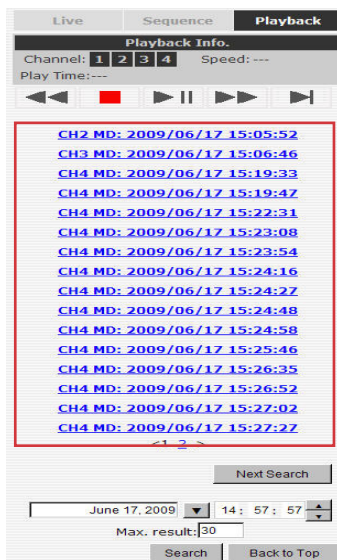 Live Sequence Playback
Playback Info.
Channel: 1 2 3 4 Speed: ---
Play Time:---
CH2 MD: 2009/06/17 15:05:52
CH3 MD: 2009/06/17 15:06:46
CH4 MD: 2009/06/17 15:19:33
CH4 MD: 2009/06/17 15:19:47
CH4 MD: 2009/06/17 15:22:31
CH4 MD: 2009/06/17 15:23:08
CH4 MD: 2009/06/17 15:23:54
CH4 MD: 2009/06/17 15:24:16
CH4 MD: 2009/06/17 15:24:27
CH4 MD: 2009/06/17 15:24:48
CH4 MD: 2009/06/17 15:24:58
CH4 MD: 2009/06/17 15:25:46
CH4 MD: 2009/06/17 15:26:35
CH4 MD: 2009/06/17 15:26:52
CH4 MD: 2009/06/17 15:27:02
CH4 MD: 2009/06/17 15:27:27
<1 2 >
Next Search
June 17, 2009 14: 57: 57
Max. result: 30
Search Back to Top